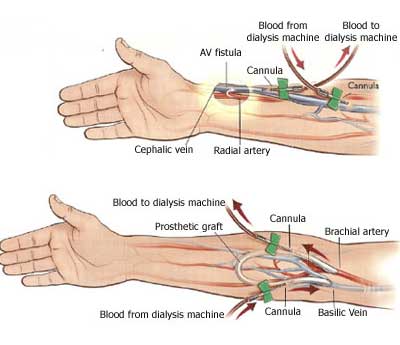 Blood from
dialysis machine
Blood to
dialysis machine
AV fistula
Cannula
Cannula
Cephalic vein
Radial artery
Blood to dialysis machine
Cannula
Prosthetic graft
Brachial artery
Blood from dialysis machine
Cannula
Basilic Vein